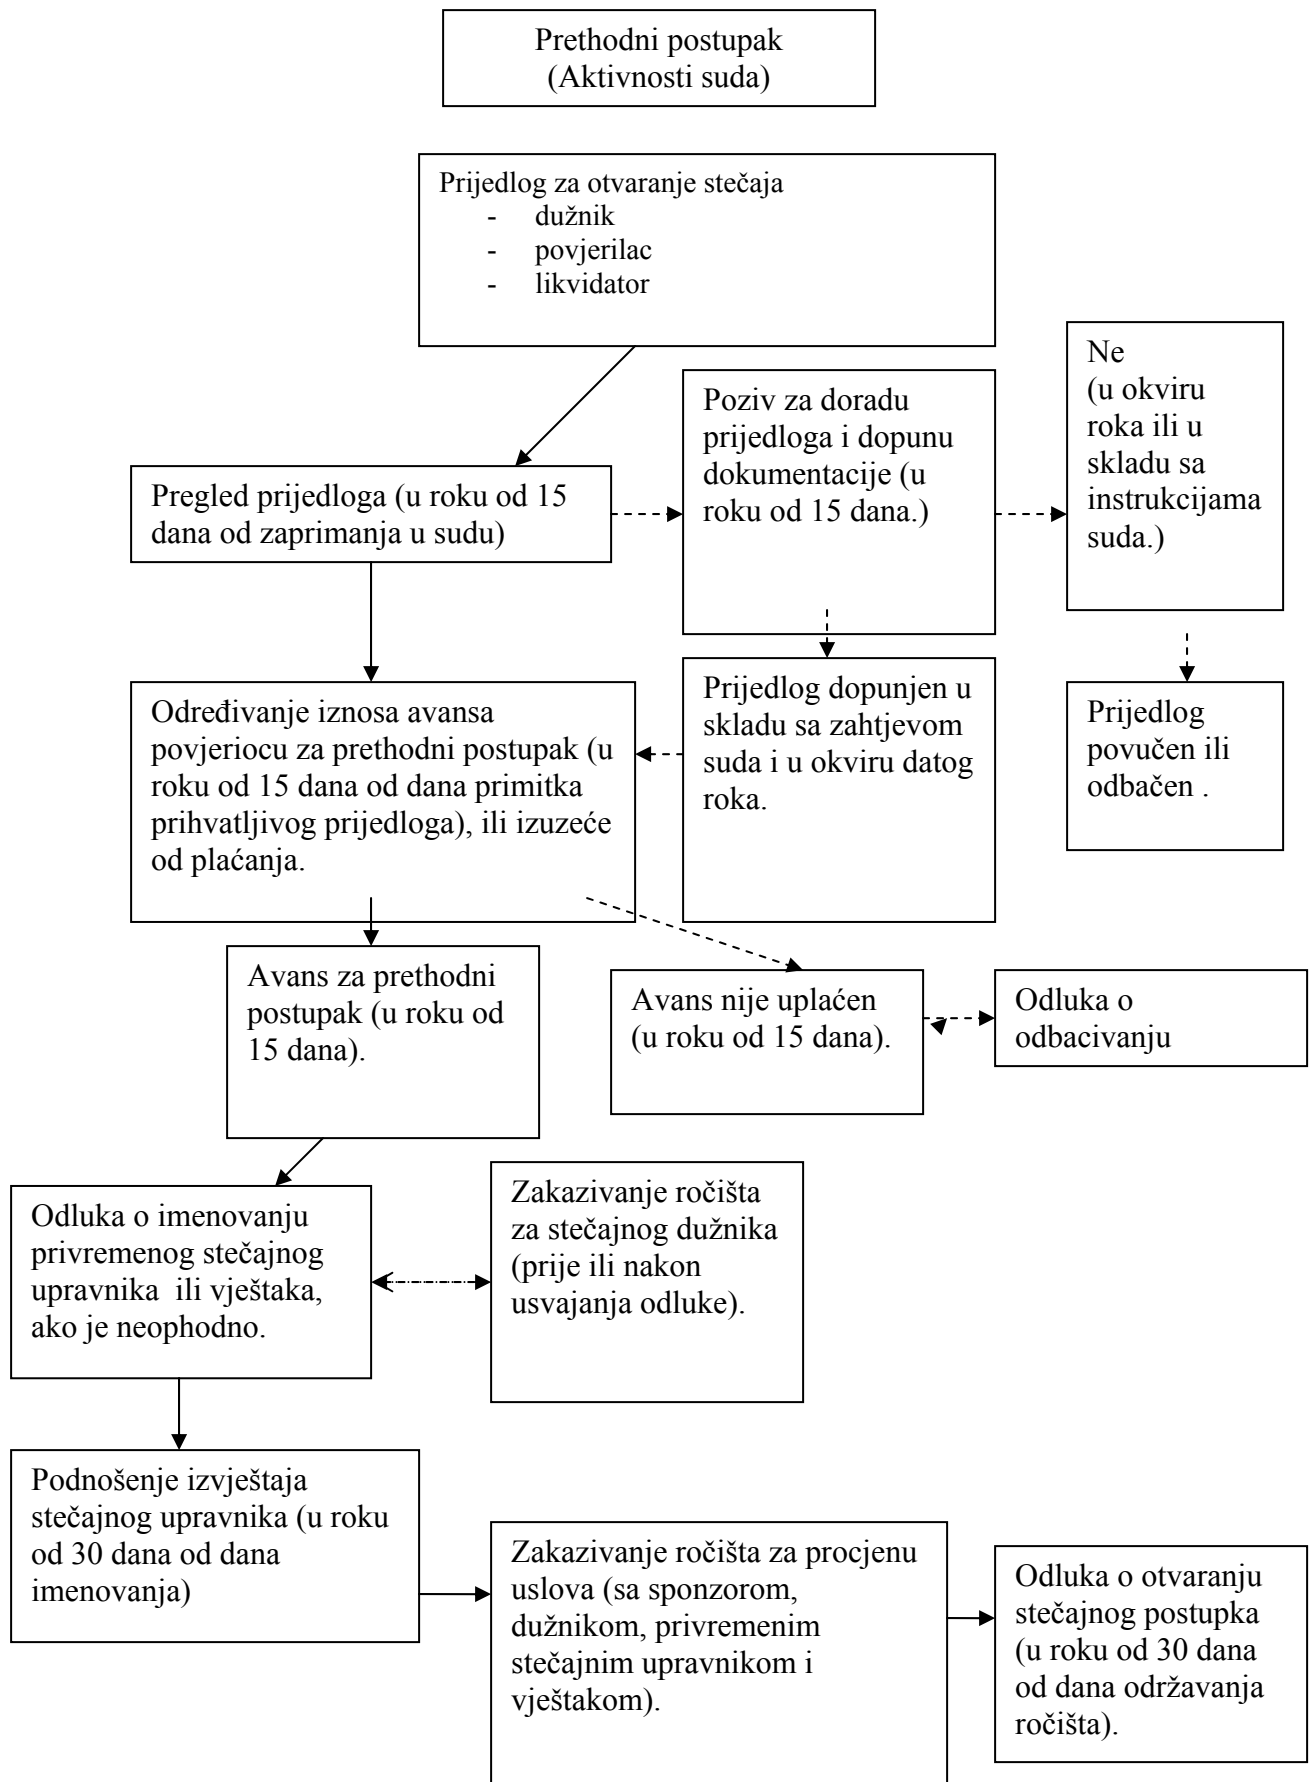 Prethodni postupak
(Aktivnosti suda)
Prijedlog za otvaranje stečaja
- dužnik
- povjerilac
- likvidator
Ne
(u okviru
roka ili u
skladu sa
instrukcijama
suda.)
Poziv za doradu
prijedloga i dopunu
dokumentacije (u
roku od 15 dana.)
Pregled prijedloga (u roku od 15
dana od zaprimanja u sudu)
Prijedlog dopunjen u
skladu sa zahtjevom
suda i u okviru datog
roka.
Prijedlog
povučen ili
odbačen .
Određivanje iznosa avansa
povjeriocu za prethodni postupak (u
roku od 15 dana od dana primitka
prihvatljivog prijedloga), ili izuzeće
od plaćanja.
Avans za prethodni
postupak (u roku od
15 dana).
Avans nije uplaćen
(u roku od 15 dana).
Odluka o
odbacivanju
Zakazivanje ročišta
za stečajnog dužnika
(prije ili nakon
usvajanja odluke).
Odluka o imenovanju
privremenog stečajnog
upravnika  ili vještaka,
ako je neophodno.
Podnošenje izvještaja
stečajnog upravnika (u roku
od 30 dana od dana
imenovanja)
Zakazivanje ročišta za procjenu
uslova (sa sponzorom,
dužnikom, privremenim
stečajnim upravnikom i
vještakom).
Odluka o otvaranju
stečajnog postupka
(u roku od 30 dana
od dana održavanja
ročišta).